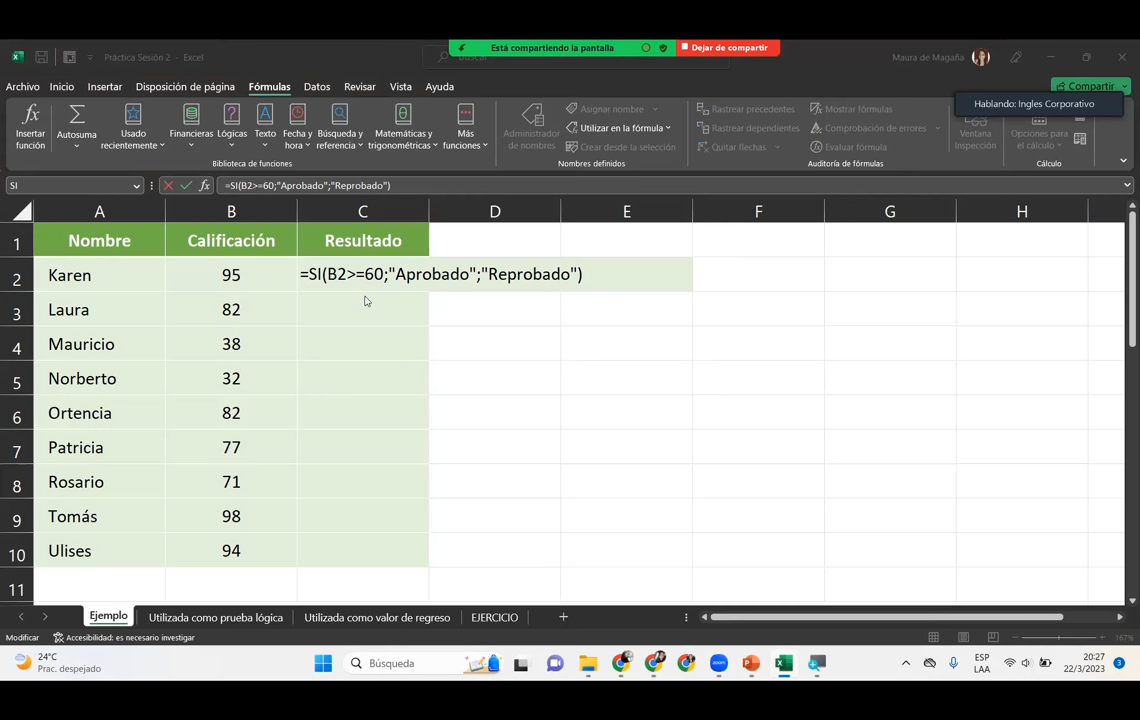 Está compartiendo la pantalla
Dejar de compartir
Práctica Sesión 2 - Excel
Buscar
Maura de Magaña
Archivo Inicio Insertar Disposición de página Fórmulas Datos Revisar Vista Ayuda
Compartir
Hablando: Ingles Corporativo
Insertar función
Autosuma
Usado recientemente
Financieras
Lógicas
Texto
Fecha y hora
Búsqueda y referencia
Matemáticas y trigonométricas
Más funciones
Biblioteca de funciones
Administrador de nombres
Asignar nombre
Utilizar en la fórmula
Crear desde la selección
Nombres definidos
Rastrear precedentes
Rastrear dependientes
Quitar flechas
Mostrar fórmulas
Comprobación de errores
Evaluar fórmula
Auditoría de fórmulas
Ventana Inspección
Opciones para el cálculo
Cálculo
SI
fx
=SI(B2>=60;"Aprobado";"Reprobado")
A B C D E F G H
1 Nombre Calificación Resultado
2 Karen 95 =SI(B2>=60;"Aprobado";"Reprobado")
3 Laura 82
4 Mauricio 38
5 Norberto 32
6 Ortencia 82
7 Patricia 77
8 Rosario 71
9 Tomás 98
10 Ulises 94
11
Ejemplo Utilizada como prueba lógica Utilizada como valor de regreso EJERCICIO
Modificar Accesibilidad: es necesario investigar 167%
24°C
Prac. despejado
Búsqueda
zoom
ESP
LAA
20:27
22/3/2023
3